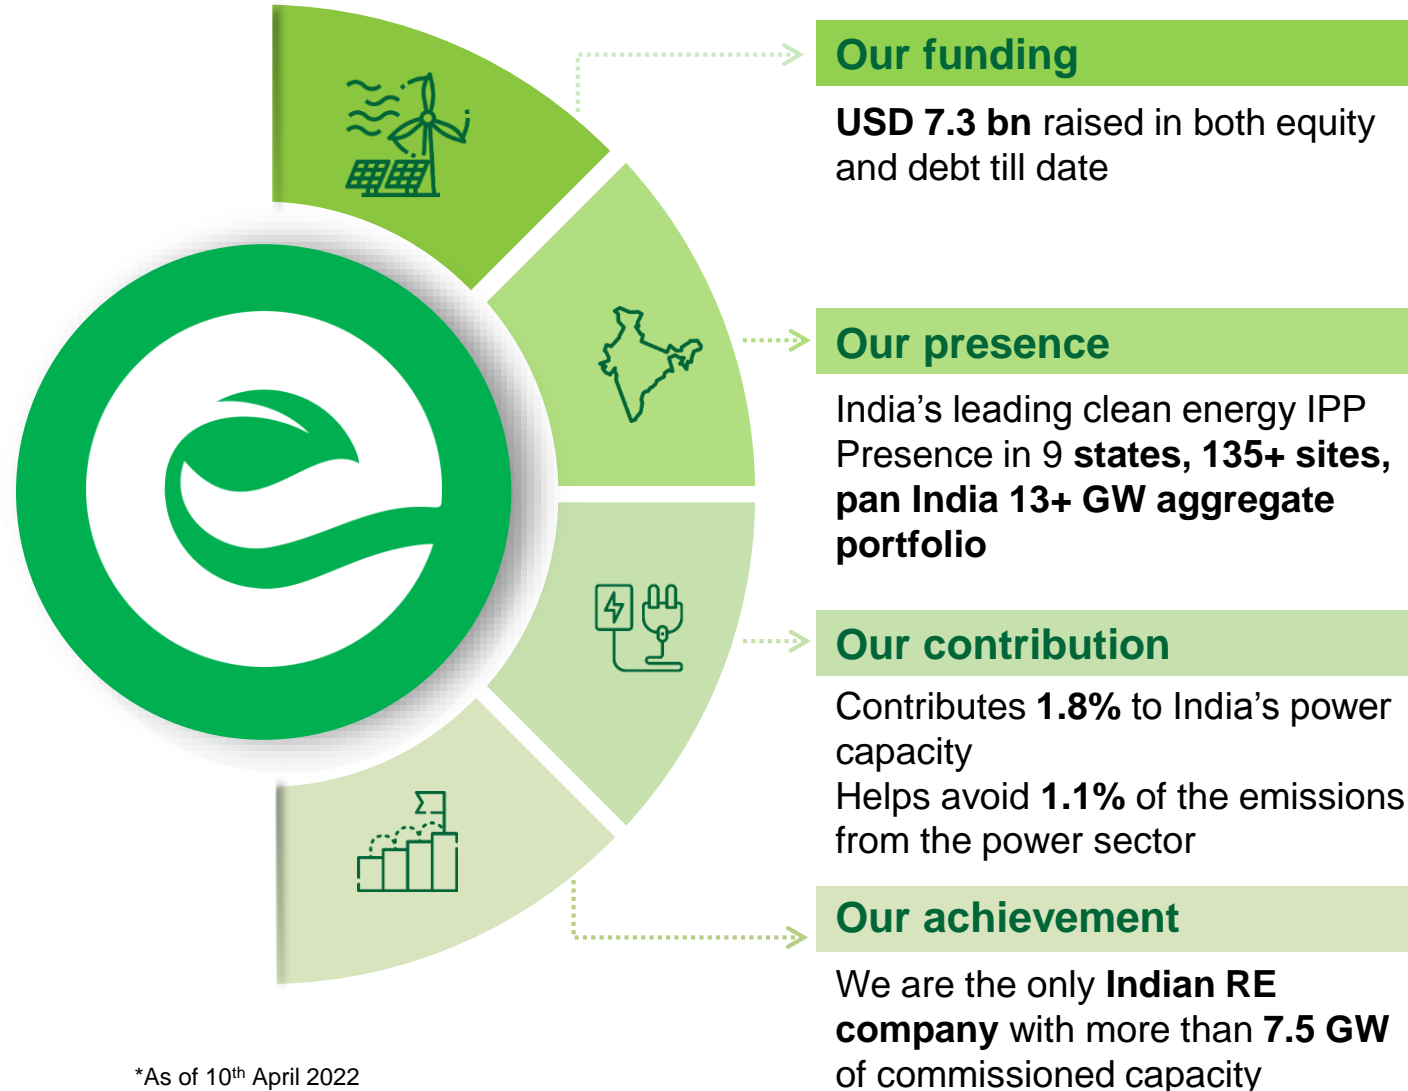 Our funding
USD 7.3 bn raised in both equity
and debt till date
Our presence
India’s leading clean energy IPP
Presence in 9 states, 135+ sites,
pan India 13+ GW aggregate
portfolio
Our contribution
Contributes 1.8% to India’s power
capacity
Helps avoid 1.1% of the emissions
from the power sector
Our achievement
We are the only Indian RE
company with more than 7.5 GW
of commissioned capacity
*As of 10th April 2022